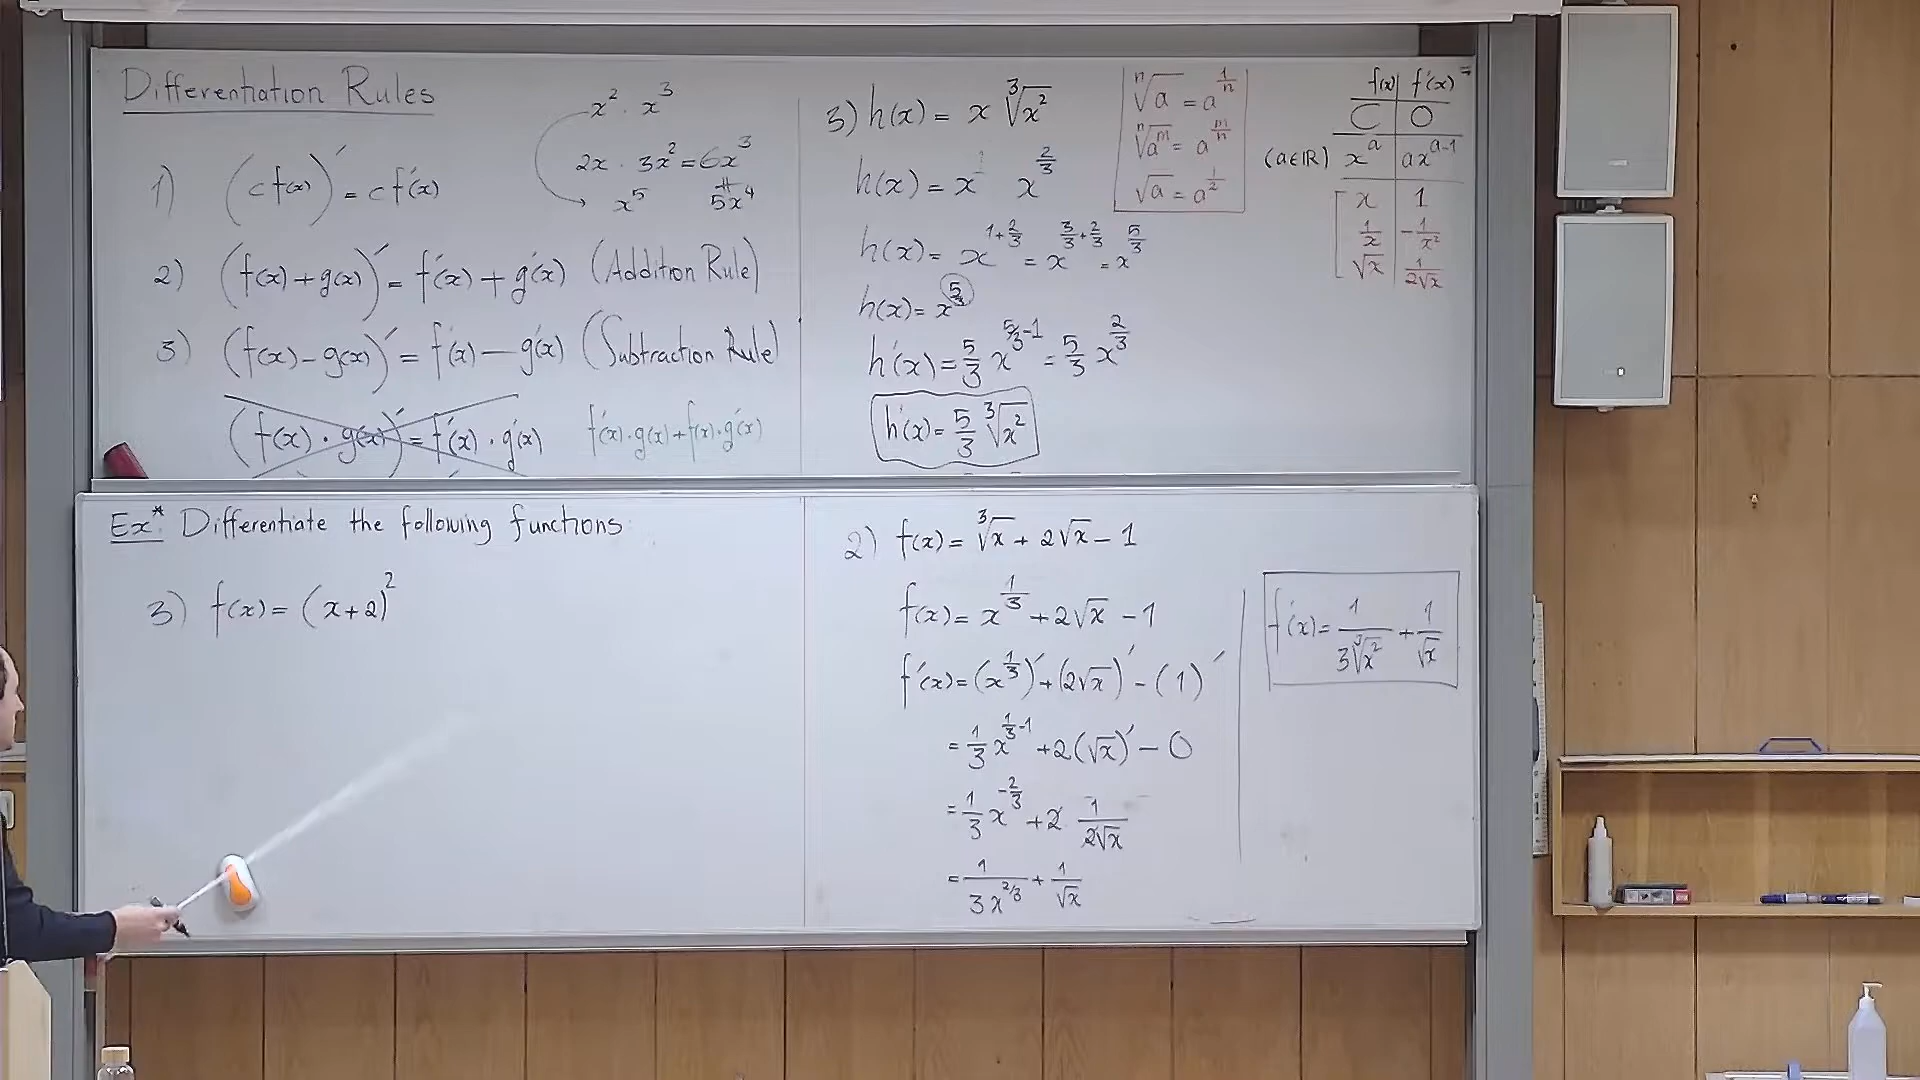 Differentiation Rules
x² · x³
2x · 3x² = 6x³
x⁵ ≠ 5x⁴
1) (c f(x))′ = c f′(x)
2) (f(x) + g(x))′ = f′(x) + g′(x) (Addition Rule)
3) (f(x) − g(x))′ = f′(x) − g′(x) (Subtraction Rule)
(f(x) · g(x))′ = f′(x) · g′(x) f′(x)·g(x)+f(x)·g′(x)
3) h(x) = x ∛x²
h(x) = x x^{2/3}
h(x) = x^{1+2/3} = x^{3/3+2/3} = x^{5/3}
h(x) = x^{5/3}
h′(x) = 5/3 x^{5/3−1} = 5/3 x^{2/3}
h′(x) = 5/3 ∛x²
ⁿ√a = a^{1/n}
ⁿ√a^m = a^{m/n}
√a = a^{1/2}
f(x) f′(x)
C 0
(a∈ℝ) x^a ax^{a−1}
x 1
1/x −1/x²
√x 1/2√x
Ex* Differentiate the following functions
3) f(x) = (x+2)²
2) f(x) = ∛x + 2√x − 1
f(x) = x^{1/3} + 2√x − 1
f′(x) = (x^{1/3})′ + (2√x)′ − (1)′
= 1/3 x^{1/3−1} + 2(√x)′ − 0
= 1/3 x^{−2/3} + 2 1/2√x
= 1/3x^{2/3} + 1/√x
f′(x) = 1/3∛x² + 1/√x